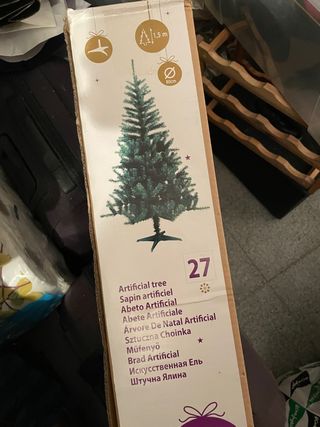 1,5 m
80cm
27
Artificial tree
Sapin artificiel
Abeto Artificial
Abete Artificiale
Arvore De Natal Artificial
Sztuczna Choinka
Müfenyő
Brad Artificial
Искусственная Ель
Штучна Ялина